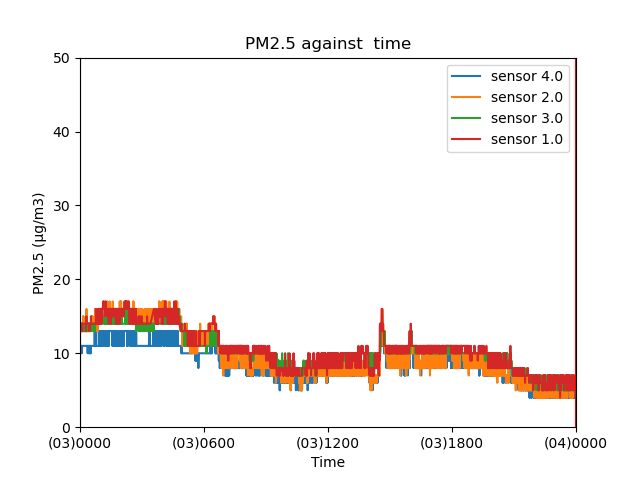 PM2.5 against  time
sensor 4.0
sensor 2.0
sensor 3.0
sensor 1.0
PM2.5 (µg/m3)
50
40
30
20
10
0
(03)0000 (03)0600 (03)1200 (03)1800 (04)0000
Time